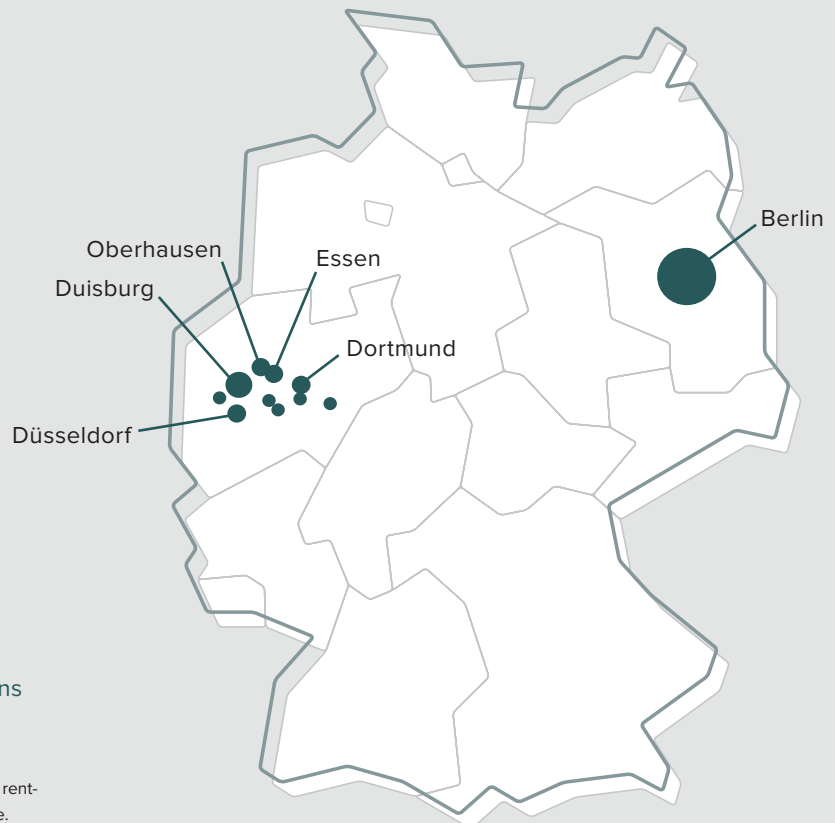 Berlin
Oberhausen
Essen
Duisburg
Dortmund
Düsseldorf
ns
rent-
e.